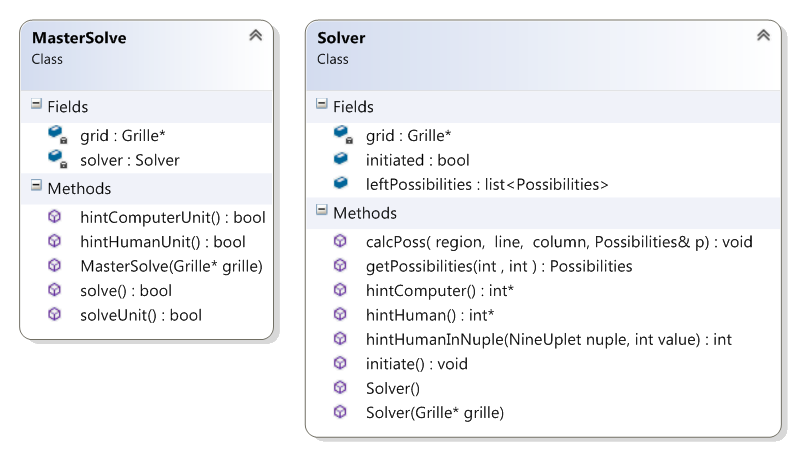 MasterSolve
Class
Fields
grid : Grille*
solver : Solver
Methods
hintComputerUnit() : bool
hintHumanUnit() : bool
MasterSolve(Grille* grille)
solve() : bool
solveUnit() : bool
Solver
Class
Fields
grid : Grille*
initiated : bool
leftPossibilities : list<Possibilities>
Methods
calcPoss( region,  line,  column, Possibilities& p) : void
getPossibilities(int , int ) : Possibilities
hintComputer() : int*
hintHuman() : int*
hintHumanInNuple(NineUplet nuple, int value) : int
initiate() : void
Solver()
Solver(Grille* grille)